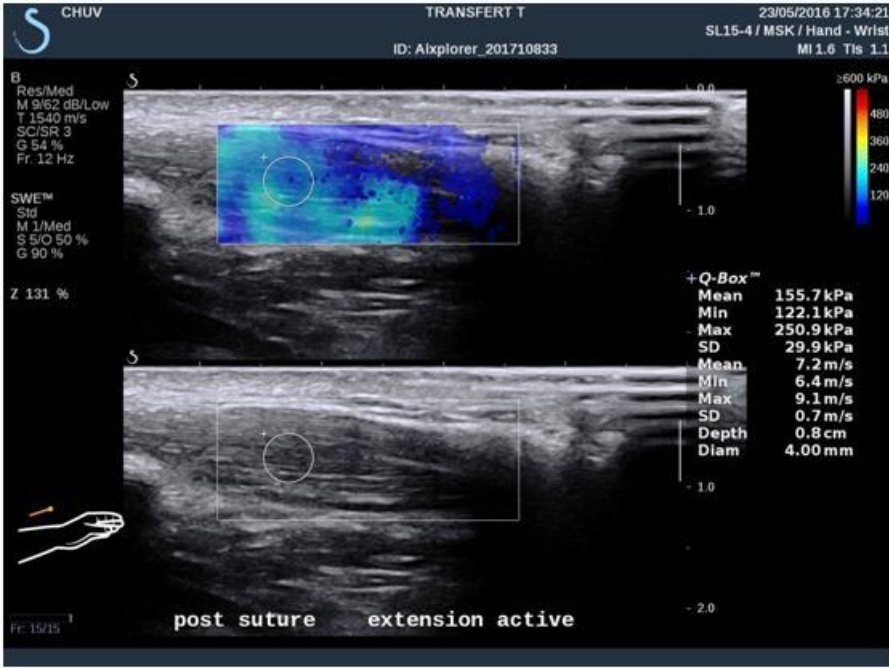 CHUV
TRANSFERT T
23/05/2016 17:34:21
SL15-4 / MSK / Hand - Wrist
ID: Aixplorer_201710833
MI 1.6 TIs 1.1
B
Res/Med
M 9/62 dB/Low
T 1540 m/s
SC/SR 3
G 54 %
Fr. 12 Hz
SWE™
Std
M 1/Med
S 5/O 50 %
G 90 %
Z 131 %
0.0
1.0
≥600 kPa
480
360
240
120
+Q-Box™
Mean 155.7 kPa
Min 122.1 kPa
Max 250.9 kPa
SD 29.9 kPa
Mean 7.2 m/s
Min 6.4 m/s
Max 9.1 m/s
SD 0.7 m/s
Depth 0.8 cm
Diam 4.00 mm
1.0
2.0
post suture extension active
Fr: 15/15